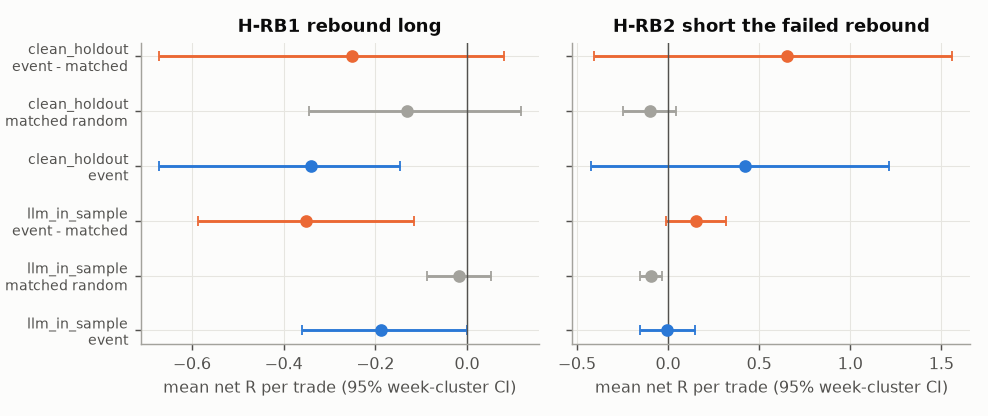 H-RB1 rebound long
H-RB2 short the failed rebound
clean_holdout
event - matched
clean_holdout
matched random
clean_holdout
event
llm_in_sample
event - matched
llm_in_sample
matched random
llm_in_sample
event
−0.6 −0.4 −0.2 0.0
mean net R per trade (95% week-cluster CI)
−0.5 0.0 0.5 1.0 1.5
mean net R per trade (95% week-cluster CI)